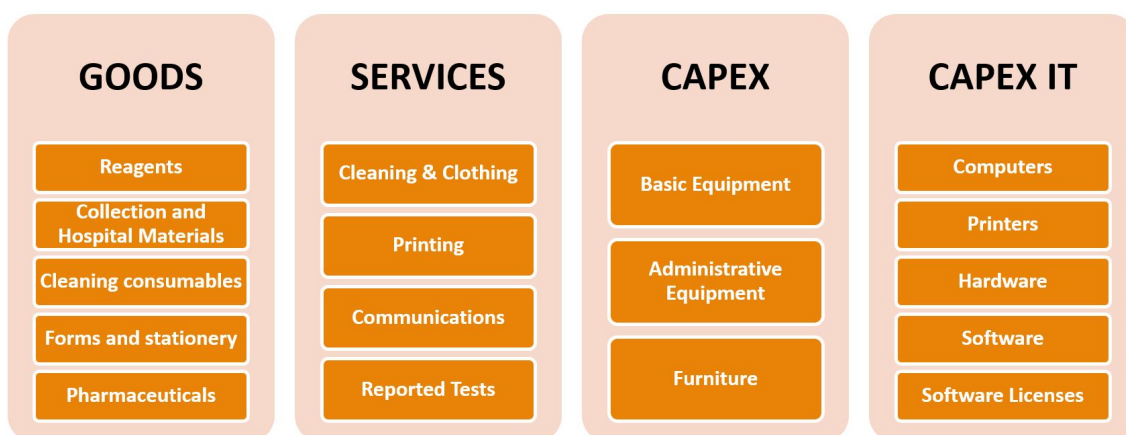 GOODS
Reagents
Collection and
Hospital Materials
Cleaning consumables
Forms and stationery
Pharmaceuticals
SERVICES
Cleaning & Clothing
Printing
Communications
Reported Tests
CAPEX
Basic Equipment
Administrative
Equipment
Furniture
CAPEX IT
Computers
Printers
Hardware
Software
Software Licenses